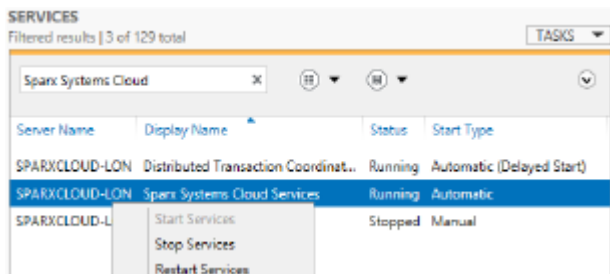 SERVICES
Filtered results | 3 of 129 total
TASKS
Sparx Systems Cloud
Server Name Display Name Status Start Type
SPARXCLOUD-LON Distributed Transaction Coordinat... Running Automatic (Delayed Start)
SPARXCLOUD-LON Sparx Systems Cloud Services Running Automatic
SPARXCLOUD-L Start Services Stopped Manual
Stop Services
Restart Services